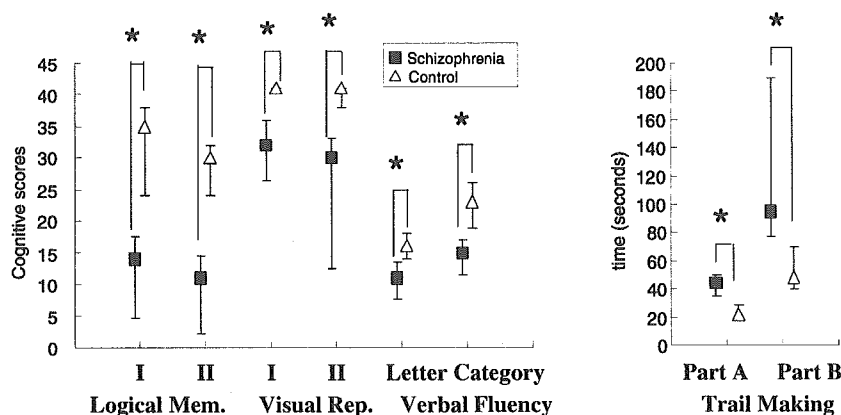 Schizophrenia
Control
Cognitive scores
45
40
35
30
25
20
15
10
5
0
I II I II Letter Category
Logical Mem. Visual Rep. Verbal Fluency
time (seconds)
200
180
160
140
120
100
80
60
40
20
0
Part A Part B
Trail Making